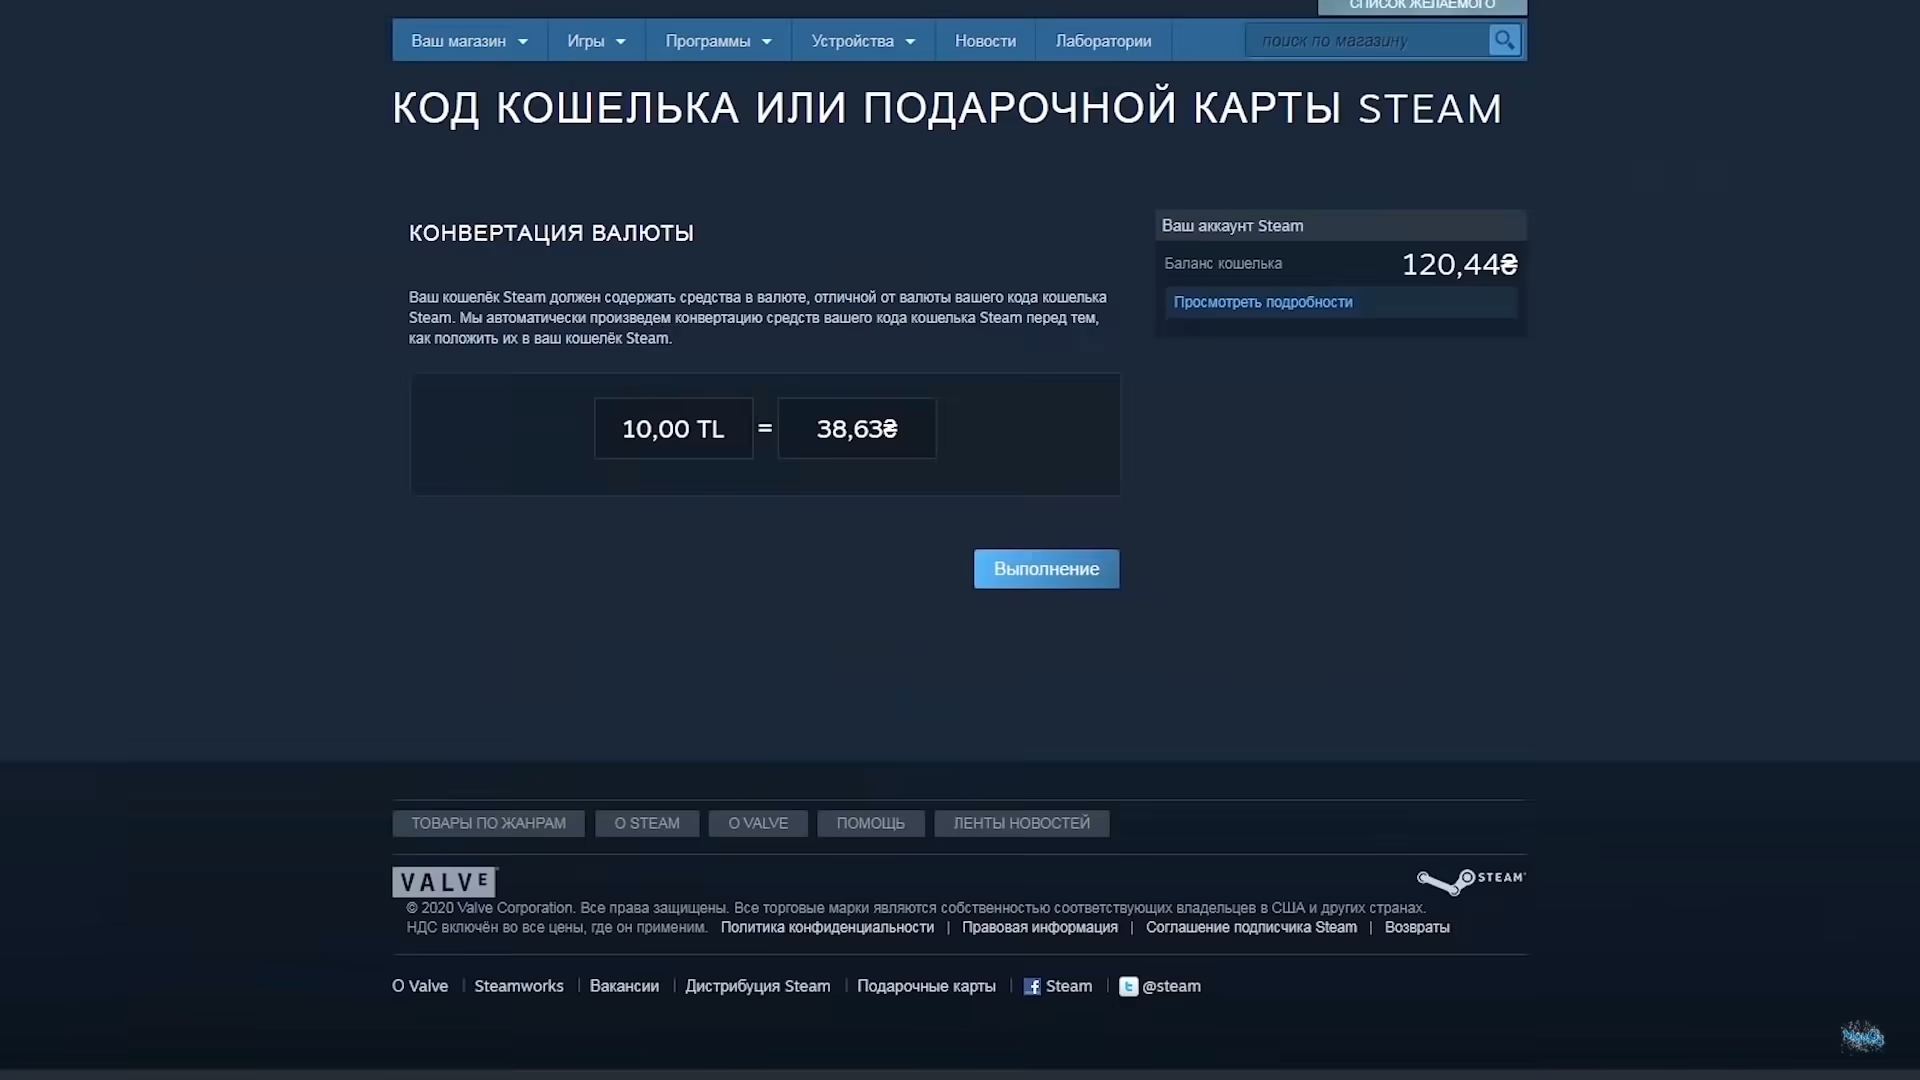 СПИСОК ЖЕЛАЕМОГО
Ваш магазин Игры Программы Устройства Новости Лаборатории поиск по магазину
КОД КОШЕЛЬКА ИЛИ ПОДАРОЧНОЙ КАРТЫ STEAM
КОНВЕРТАЦИЯ ВАЛЮТЫ
Ваш кошелёк Steam должен содержать средства в валюте, отличной от валюты вашего кода кошелька
Steam. Мы автоматически произведем конвертацию средств вашего кода кошелька Steam перед тем,
как положить их в ваш кошелёк Steam.
10,00 TL = 38,63₴
Выполнение
Ваш аккаунт Steam
Баланс кошелька 120,44₴
Просмотреть подробности
ТОВАРЫ ПО ЖАНРАМ О STEAM О VALVE ПОМОЩЬ ЛЕНТЫ НОВОСТЕЙ
VALVE STEAM
© 2020 Valve Corporation. Все права защищены. Все торговые марки являются собственностью соответствующих владельцев в США и других странах.
НДС включён во все цены, где он применим. Политика конфиденциальности | Правовая информация | Соглашение подписчика Steam | Возвраты
О Valve | Steamworks | Вакансии | Дистрибуция Steam | Подарочные карты | Steam | @steam